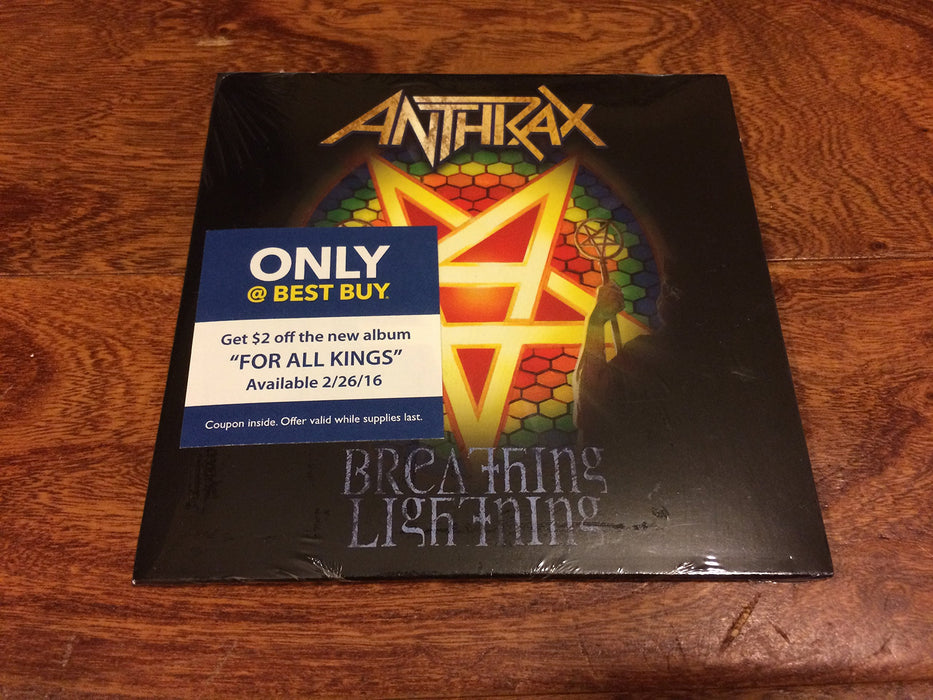 ANTHRAX
ONLY
@ BEST BUY
Get $2 off the new album
"FOR ALL KINGS"
Available 2/26/16
Coupon inside. Offer valid while supplies last.
BREAThIng
LIGhTnIng